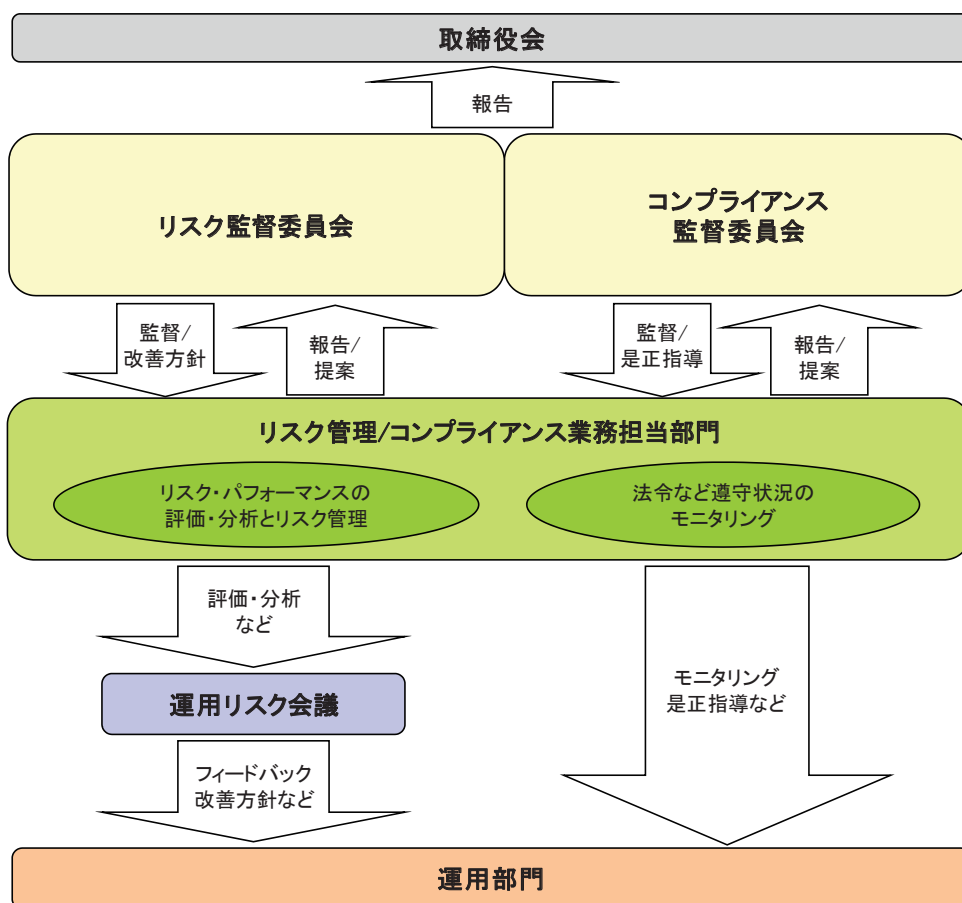 取締役会
報告
リスク監督委員会
コンプライアンス
監督委員会
監督/
改善方針
報告/
提案
監督/
是正指導
報告/
提案
リスク管理/コンプライアンス業務担当部門
リスク・パフォーマンスの
評価・分析とリスク管理
法令など遵守状況の
モニタリング
評価・分析
など
運用リスク会議
モニタリング
是正指導など
フィードバック
改善方針など
運用部門